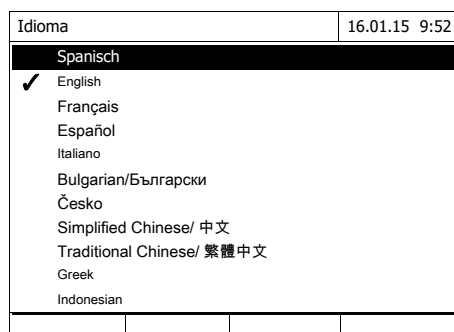 Idioma 16.01.15 9:52
Spanisch
✓ English
Français
Español
Italiano
Bulgarian/Български
Česko
Simplified Chinese/ 中文
Traditional Chinese/ 繁體中文
Greek
Indonesian